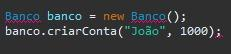 Banco banco = new Banco();
banco.criarConta("João", 1000);